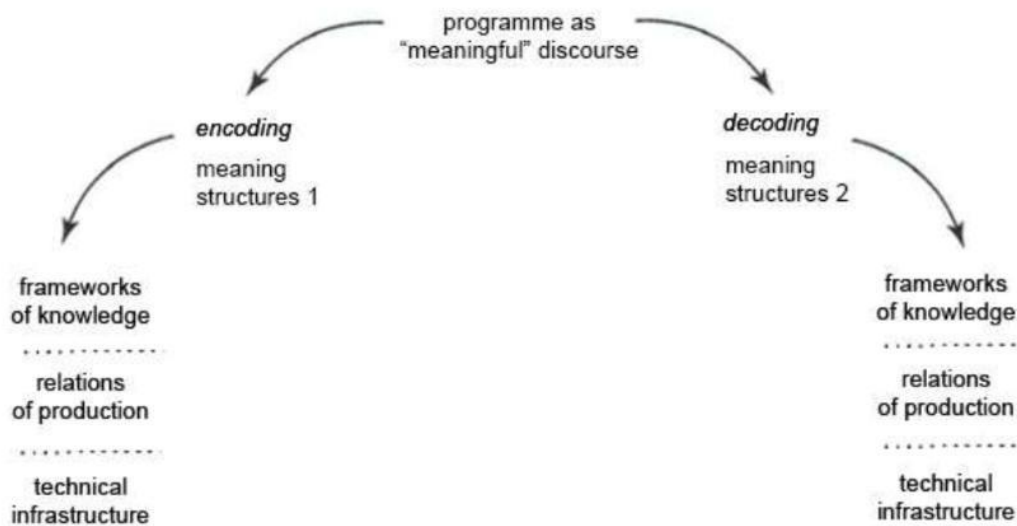 programme as
“meaningful” discourse
encoding
meaning
structures 1
decoding
meaning
structures 2
frameworks
of knowledge
relations
of production
technical
infrastructure
frameworks
of knowledge
relations
of production
technical
infrastructure